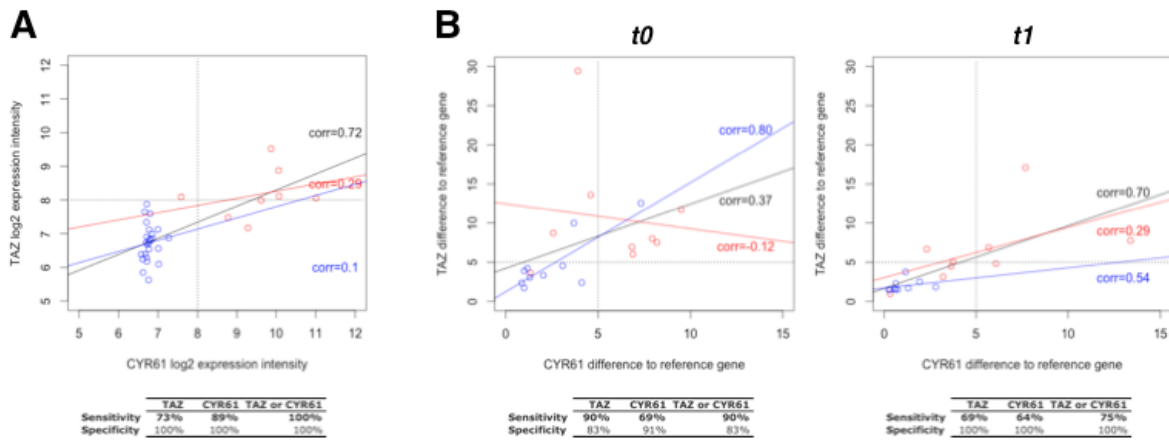 A
B
t0
t1
TAZ log2 expression intensity
12
11
10
9
8
7
6
5
corr=0.72
corr=0.29
corr=0.1
5 6 7 8 9 10 11 12
CYR61 log2 expression intensity
TAZ CYR61 TAZ or CYR61
Sensitivity 73% 89% 100%
Specificity 100% 100% 100%
TAZ difference to reference gene
30
25
20
15
10
5
0
corr=0.80
corr=0.37
corr=-0.12
0 5 10 15
CYR61 difference to reference gene
TAZ CYR61 TAZ or CYR61
Sensitivity 90% 69% 90%
Specificity 83% 91% 83%
TAZ difference to reference gene
30
25
20
15
10
5
0
corr=0.70
corr=0.29
corr=0.54
0 5 10 15
CYR61 difference to reference gene
TAZ CYR61 TAZ or CYR61
Sensitivity 69% 64% 75%
Specificity 100% 100% 100%